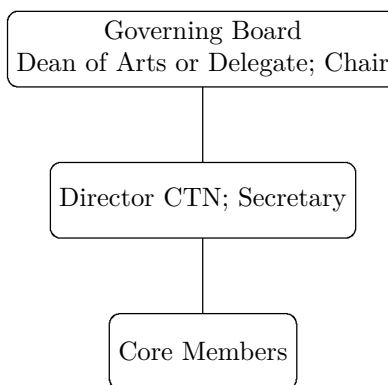 Governing Board
Dean of Arts or Delegate; Chair
Director CTN; Secretary
Core Members